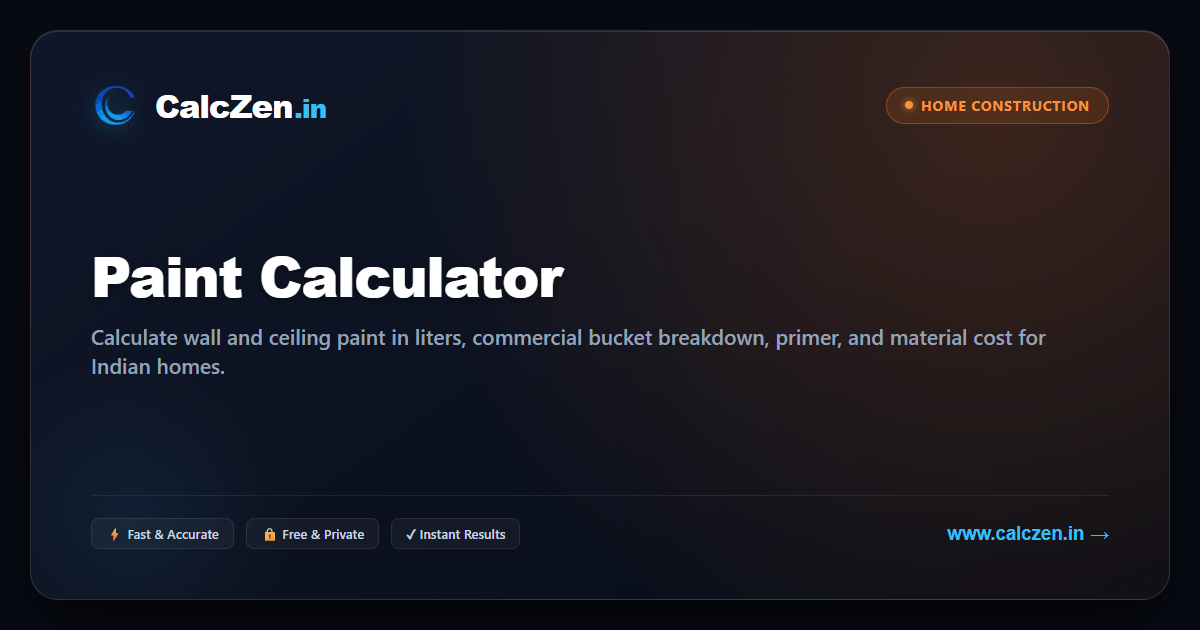 CalcZen.in
HOME CONSTRUCTION
Paint Calculator
Calculate wall and ceiling paint in liters, commercial bucket breakdown, primer, and material cost for
Indian homes.
Fast & Accurate
Free & Private
✓ Instant Results
www.calczen.in →